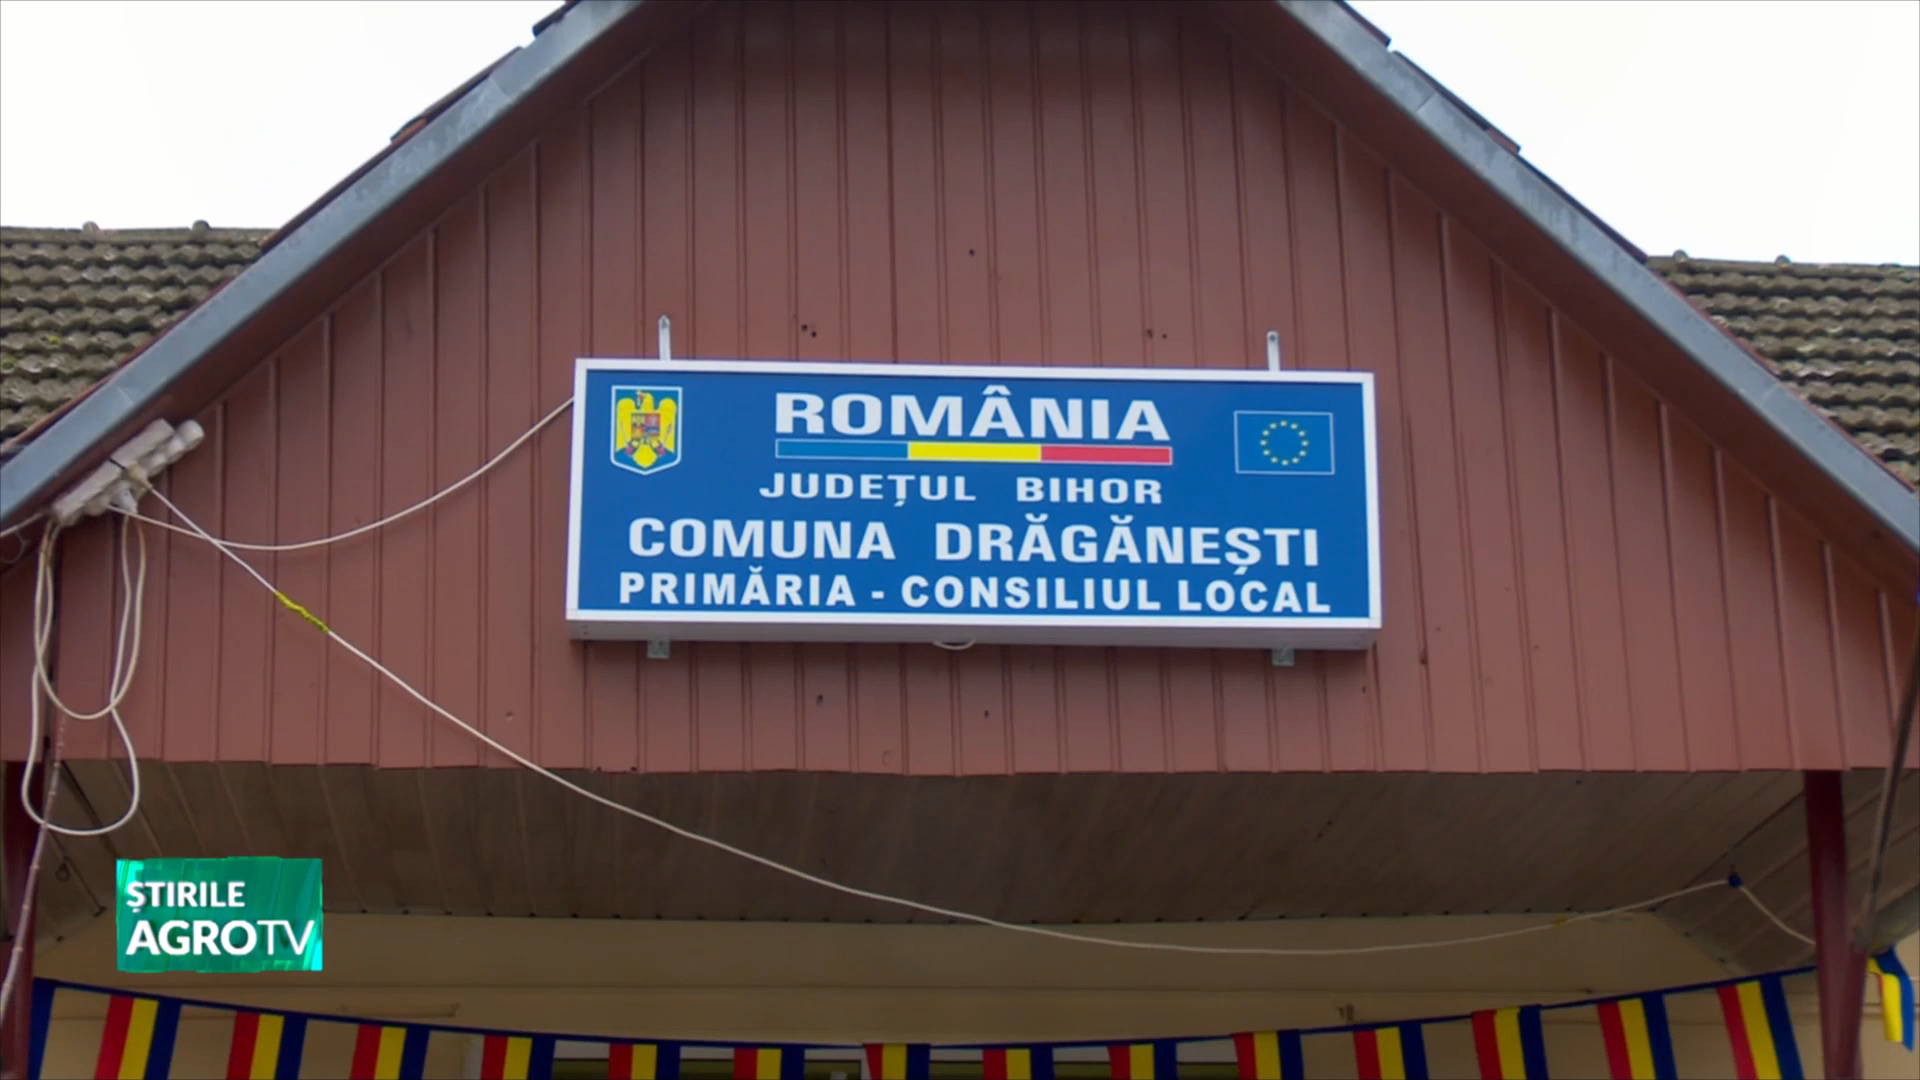 ROMÂNIA
JUDEȚUL BIHOR
COMUNA DRĂGĂNEȘTI
PRIMĂRIA - CONSILIUL LOCAL
ȘTIRILE
AGROTV